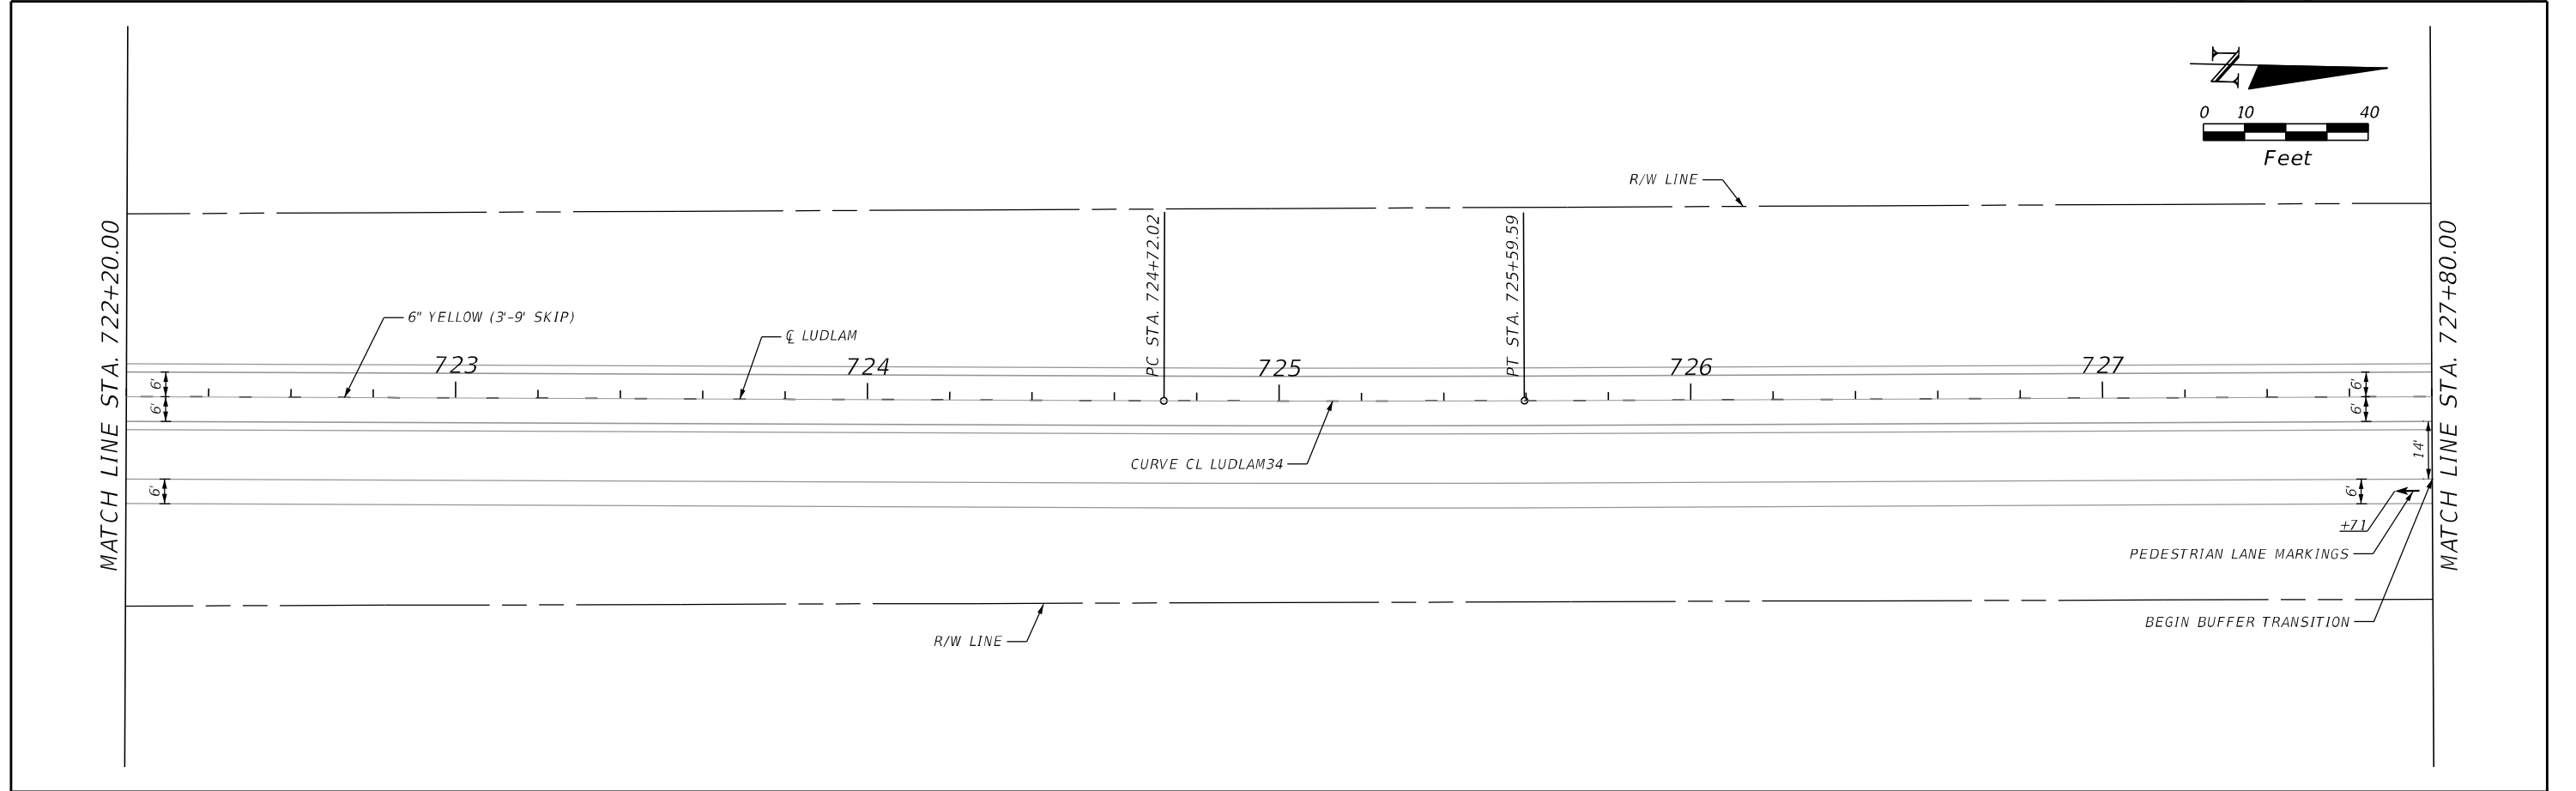 N
0 10 40
Feet
R/W LINE
MATCH LINE STA. 722+20.00
PC STA. 724+72.02
PT STA. 725+59.59
MATCH LINE STA. 727+80.00
6" YELLOW (3'-9' SKIP)
℄ LUDLAM
723 724 725 726 727
6'
6'
6'
6'
14'
CURVE CL LUDLAM34
6'
6'
+71
PEDESTRIAN LANE MARKINGS
BEGIN BUFFER TRANSITION
R/W LINE